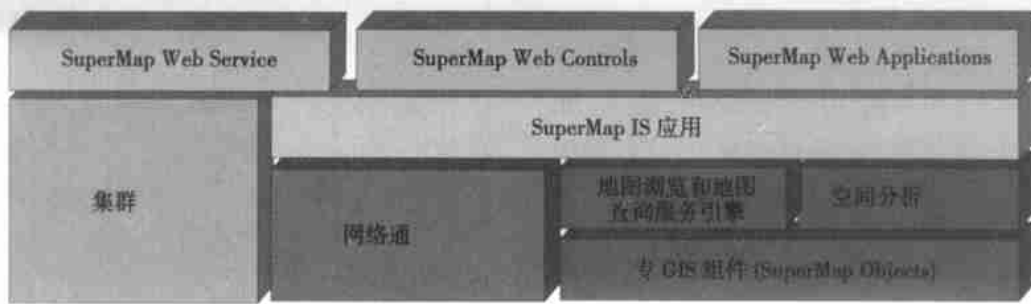 SuperMap Web Service
SuperMap Web Controls
SuperMap Web Applications
SuperMap IS 应用
集群
网络通
地图浏览和地图
查商服务引擎
空间分析
专 GIS 组件 (SuperMap Objects)